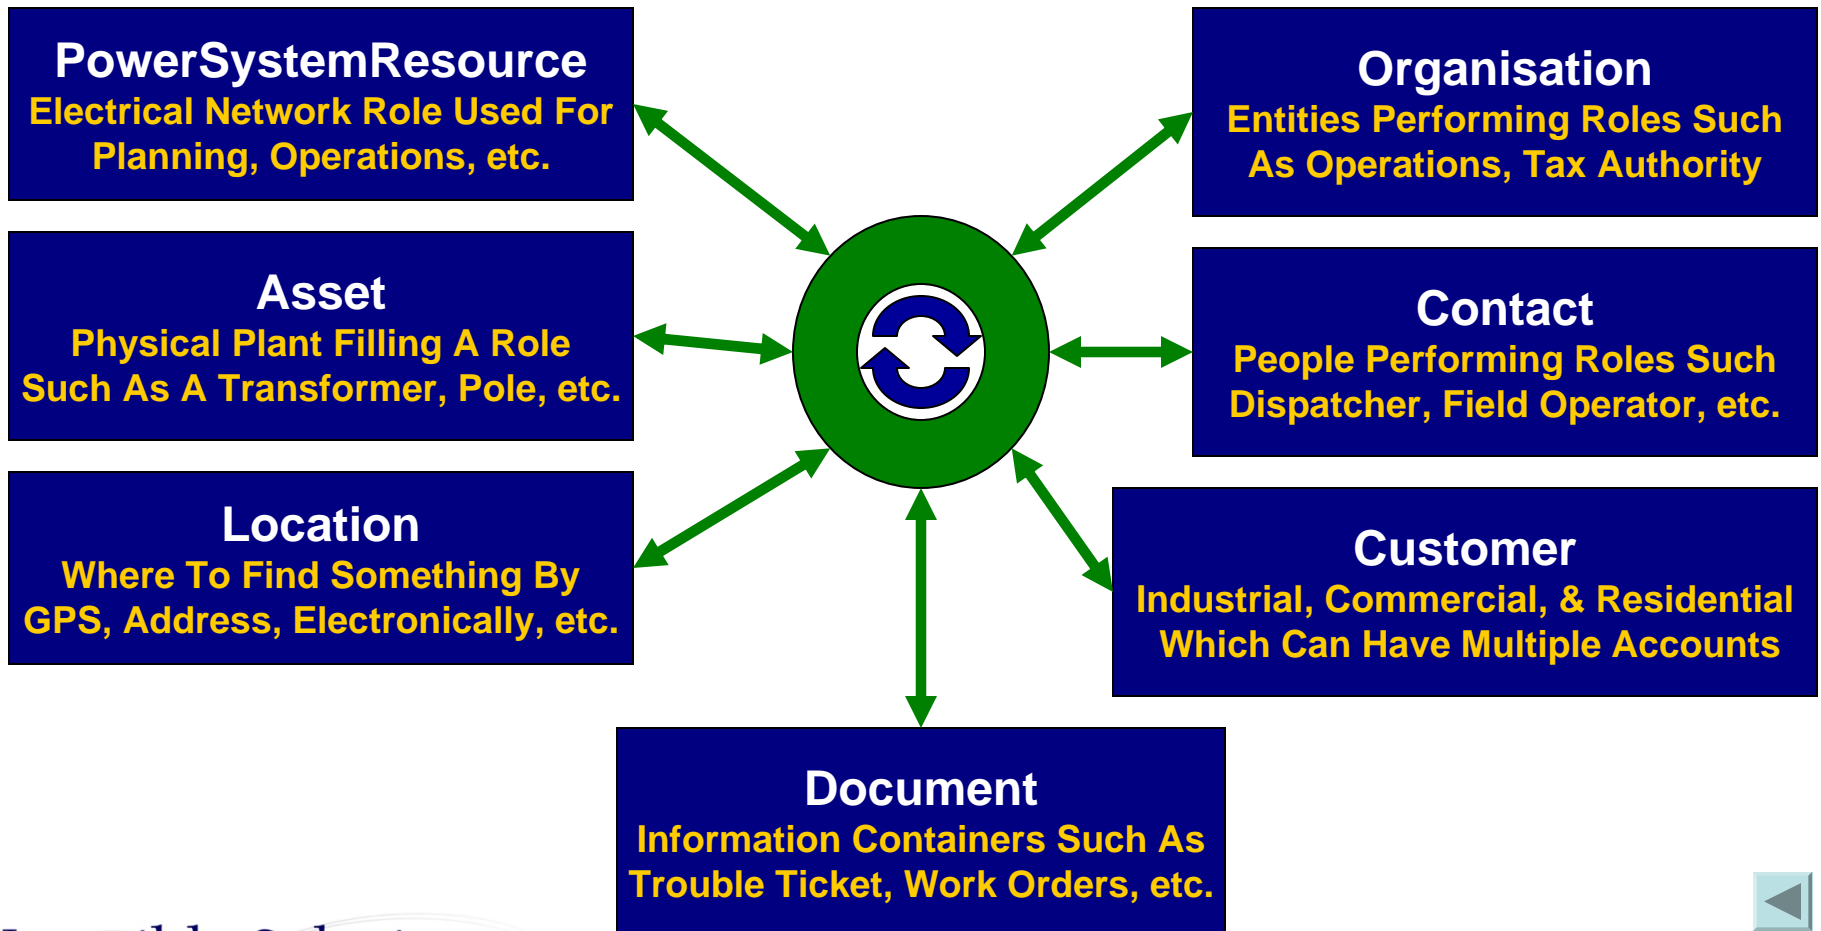 PowerSystemResource
Electrical Network Role Used For
Planning, Operations, etc.
Asset
Physical Plant Filling A Role
Such As A Transformer, Pole, etc.
Location
Where To Find Something By
GPS, Address, Electronically, etc.
Organisation
Entities Performing Roles Such
As Operations, Tax Authority
Contact
People Performing Roles Such
Dispatcher, Field Operator, etc.
Customer
Industrial, Commercial, & Residential
Which Can Have Multiple Accounts
Document
Information Containers Such As
Trouble Ticket, Work Orders, etc.